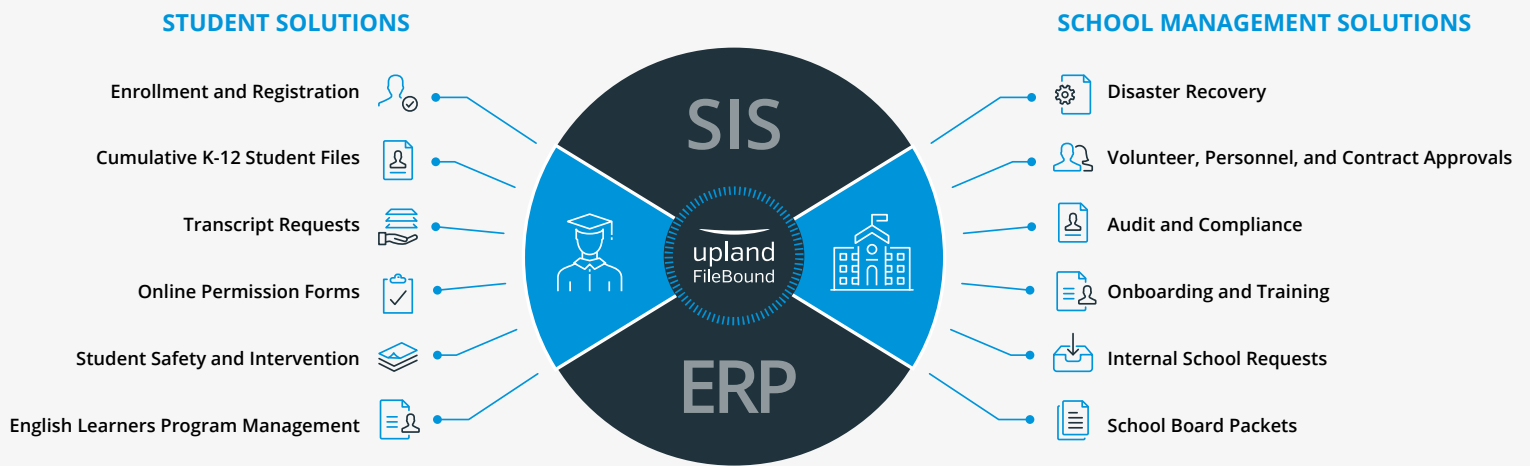 STUDENT SOLUTIONS
Enrollment and Registration
Cumulative K-12 Student Files
Transcript Requests
Online Permission Forms
Student Safety and Intervention
English Learners Program Management
SIS
upland
FileBound
ERP
SCHOOL MANAGEMENT SOLUTIONS
Disaster Recovery
Volunteer, Personnel, and Contract Approvals
Audit and Compliance
Onboarding and Training
Internal School Requests
School Board Packets